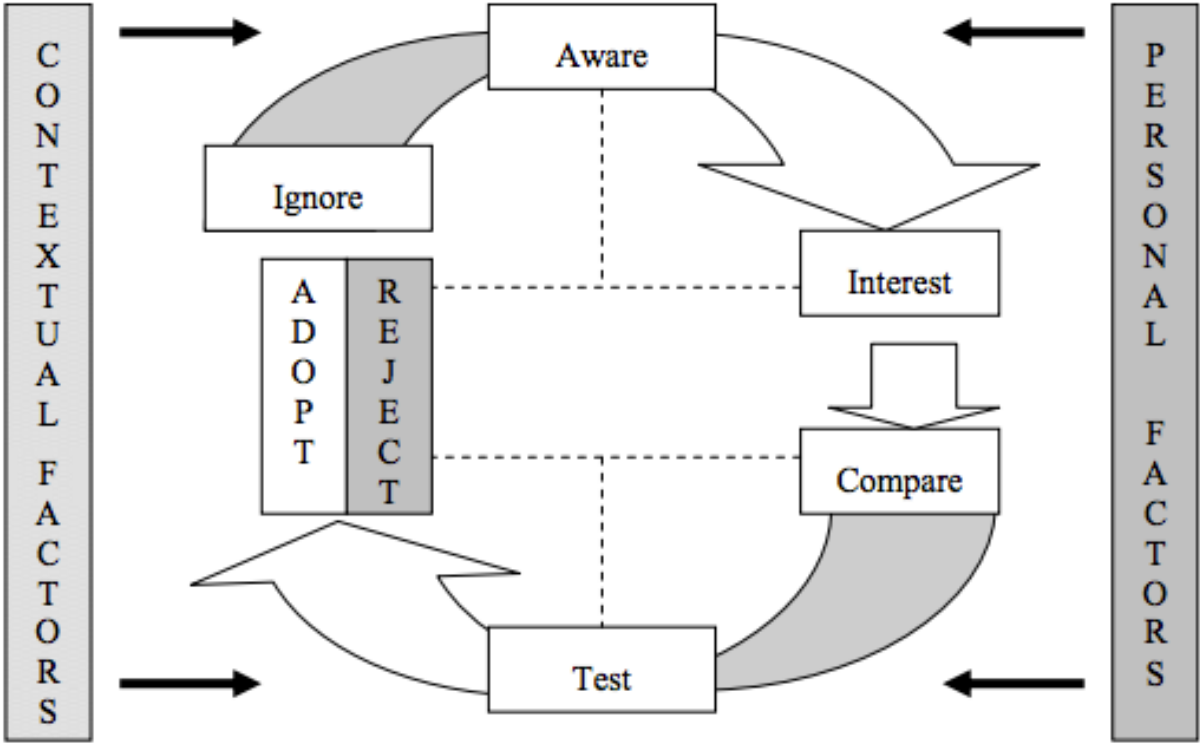 CONTEXTUAL FACTORS
PERSONAL FACTORS
Aware
Ignore
Interest
ADOPT
REJECT
Compare
Test